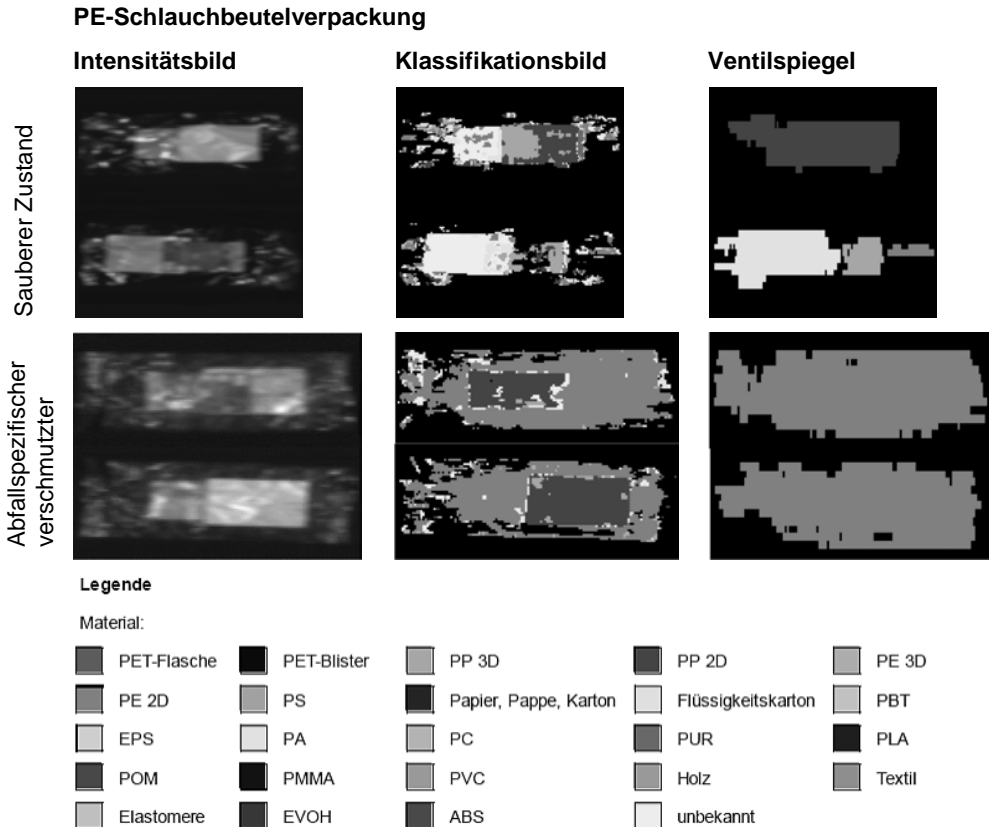 PE-Schlauchbeutelverpackung
Intensitätsbild Klassifikationsbild Ventilspiegel
Sauberer Zustand
Abfallspezifischer
verschmutzter
Legende
Material:
PET-Flasche PET-Blister PP 3D PP 2D PE 3D
PE 2D PS Papier, Pappe, Karton Flüssigkeitskarton PBT
EPS PA PC PUR PLA
POM PMMA PVC Holz Textil
Elastomere EVOH ABS unbekannt